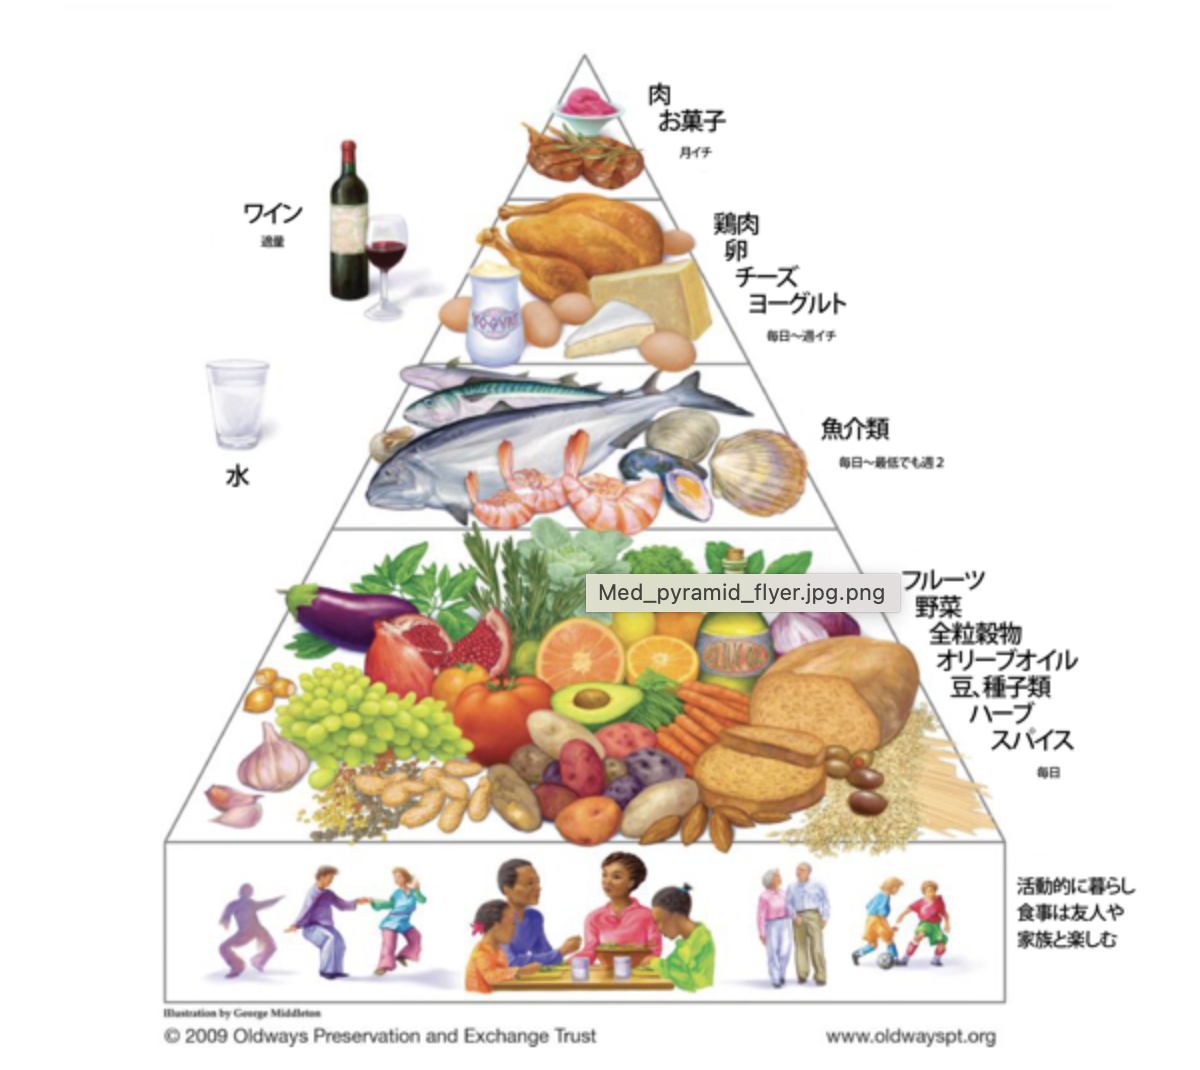 肉
お菓子
月イチ
ワイン
適量
鶏肉
卵
チーズ
ヨーグルト
毎日〜週イチ
YOGURT
水
魚介類
毎日〜最低でも週2
Med_pyramid_flyer.jpg.png
フルーツ
野菜
全粒穀物
オリーブオイル
豆、種子類
ハーブ
スパイス
毎日
活動的に暮らし
食事は友人や
家族と楽しむ
Illustration by George Middleton
© 2009 Oldways Preservation and Exchange Trust
www.oldwayspt.org